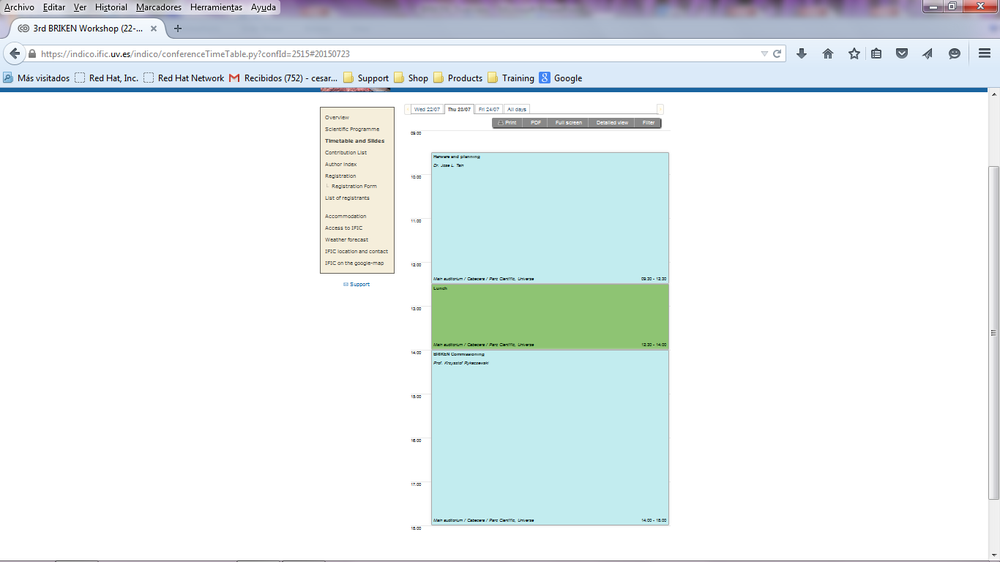 Archivo Editar Ver Historial Marcadores Herramientas Ayuda
3rd BRIKEN Workshop (22-...
https://indico.ific.uv.es/indico/conferenceTimeTable.py?confId=2515#20150723
Más visitados Red Hat, Inc. Red Hat Network Recibidos (752) - cesar... Support Shop Products Training Google
Overview
Scientific Programme
Timetable and Slides
Contribution List
Author index
Registration
Registration Form
List of registrants
Accommodation
Access to IFIC
Weather forecast
IFIC location and contact
IFIC on the google-map
Support
Wed 22/07 Thu 23/07 Fri 24/07 All days
Print PDF Full screen Detailed view Filter
09:00
Harware and planning
Dr. Jose L. Tain
10:00
11:00
12:00
Main auditorium / Cabecera / Parc Cientific, Universe 09:30 - 12:30
Lunch
13:00
Main auditorium / Cabecera / Parc Cientific, Universe 12:30 - 14:00
14:00
BRIKEN Commissioning
Prof. Krzysztof Rykaczewski
15:00
16:00
17:00
Main auditorium / Cabecera / Parc Cientific, Universe 14:00 - 18:00
18:00